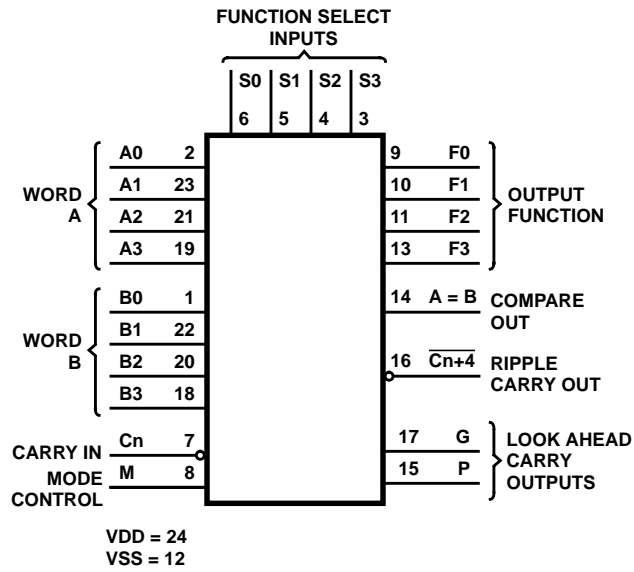 FUNCTION SELECT
INPUTS
S0 S1 S2 S3
6 5 4 3
WORD
A
A0 2
A1 23
A2 21
A3 19
WORD
B
B0 1
B1 22
B2 20
B3 18
CARRY IN Cn 7
MODE
CONTROL
M 8
9 F0
10 F1
11 F2
13 F3
OUTPUT
FUNCTION
14 A = B
COMPARE
OUT
16 Cn+4
RIPPLE
CARRY OUT
17 G
15 P
LOOK AHEAD
CARRY
OUTPUTS
VDD = 24
VSS = 12